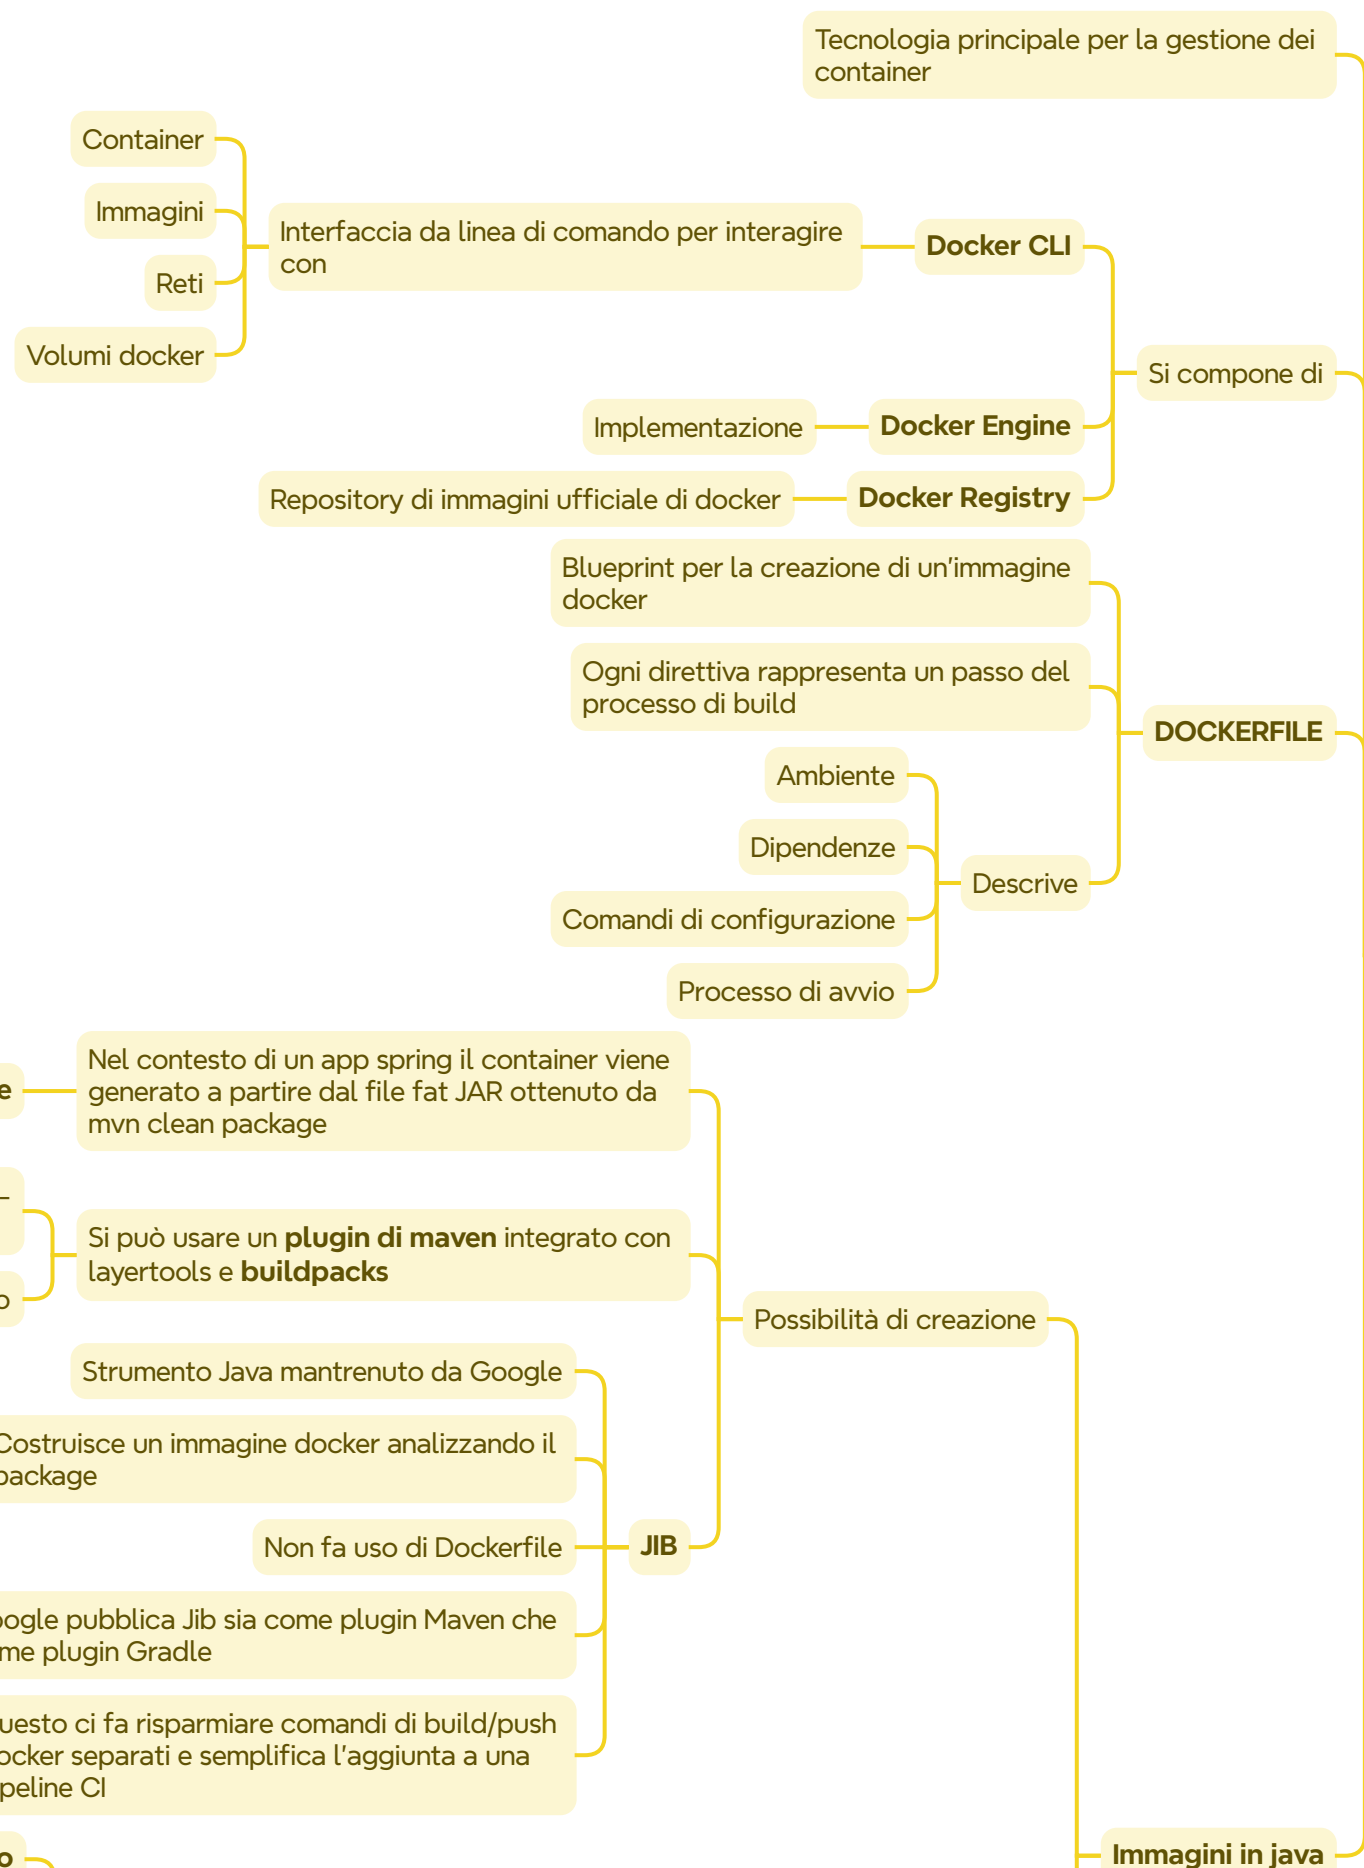 Tecnologia principale per la gestione dei
container
Container
Immagini
Reti
Volumi docker
Interfaccia da linea di comando per interagire
con
Docker CLI
Si compone di
Implementazione
Docker Engine
Repository di immagini ufficiale di docker
Docker Registry
Blueprint per la creazione di un'immagine
docker
Ogni direttiva rappresenta un passo del
processo di build
DOCKERFILE
Ambiente
Dipendenze
Comandi di configurazione
Processo di avvio
Descrive
Nel contesto di un app spring il container viene
generato a partire dal file fat JAR ottenuto da
mvn clean package
Si può usare un plugin di maven integrato con
layertools e buildpacks
Possibilità di creazione
Strumento Java mantrenuto da Google
Costruisce un immagine docker analizzando il
package
Non fa uso di Dockerfile
JIB
oogle pubblica Jib sia come plugin Maven che
me plugin Gradle
uesto ci fa risparmiare comandi di build/push
ocker separati e semplifica l'aggiunta a una
peline CI
Immagini in java